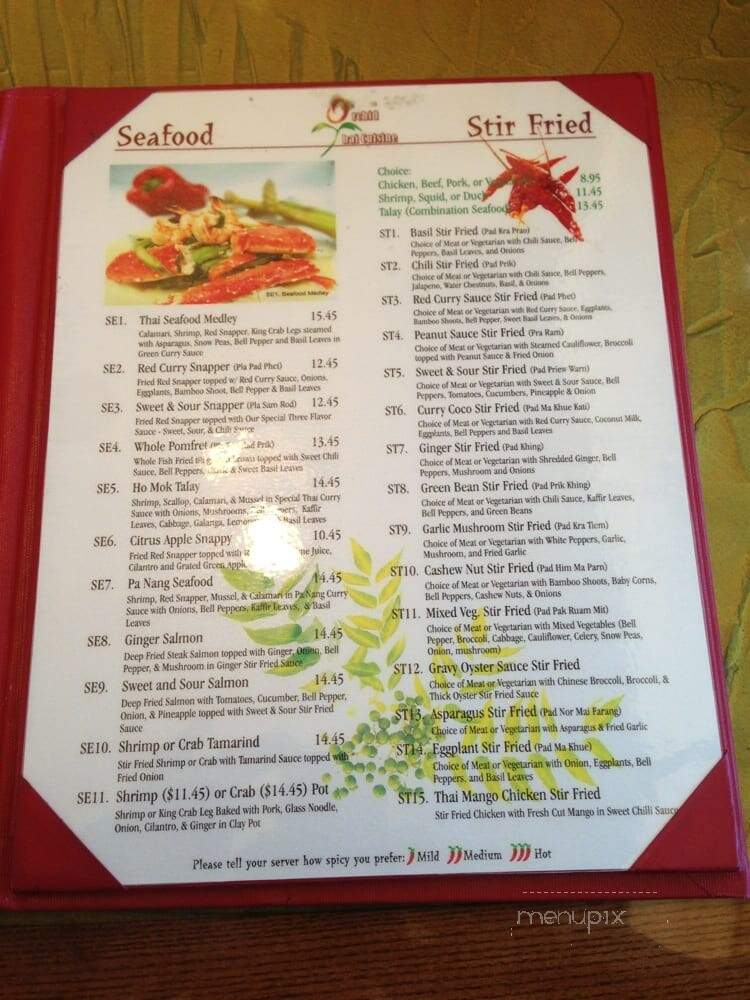 Orchid
Thai Cuisine
Seafood
SE1. Seafood Medley
SE1. Thai Seafood Medley 15.45
Calamari, Shrimp, Red Snapper, King Crab Legs steamed
with Asparagus, Snow Peas, Bell Pepper and Basil Leaves in
Green Curry Sauce
SE2. Red Curry Snapper (Pla Pad Phet) 12.45
Fried Red Snapper topped w/ Red Curry Sauce, Onions,
Eggplants, Bamboo Shoot, Bell Pepper & Basil Leaves
SE3. Sweet & Sour Snapper (Pla Sam Rod) 12.45
Fried Red Snapper topped with Our Special Three Flavor
Sauce - Sweet, Sour, & Chili Sauce
SE4. Whole Pomfret Prik) 13.45
Whole Fish Fried till brown topped with Sweet Chili
Sauce, Bell Peppers, & Sweet Basil Leaves
SE5. Ho Mok Talay 14.45
Shrimp, Scallop, Calamari, & Mussel in Special Thai Curry
Sauce with Onions, Mushrooms, Kaffir
Leaves, Cabbage, Galanga, Basil Leaves
SE6. Citrus Apple Snappy 10.45
Fried Red Snapper topped with Juice,
Cilantro and Grated Green Apple
SE7. Pa Nang Seafood 14.45
Shrimp, Red Snapper, Mussel, & Calamari in Pa Nang Curry
Sauce with Onions, Bell Peppers, Kaffir Leaves, & Basil
Leaves
SE8. Ginger Salmon 14.45
Deep Fried Steak Salmon topped with Ginger, Onion, Bell
Pepper, & Mushroom in Ginger Stir Fried Sauce
SE9. Sweet and Sour Salmon 14.45
Deep Fried Salmon with Tomatoes, Cucumber, Bell Pepper,
Onion, & Pineapple topped with Sweet & Sour Stir Fried
Sauce
SE10. Shrimp or Crab Tamarind 14.45
Stir Fried Shrimp or Crab with Tamarind Sauce topped with
Fried Onion
SE11. Shrimp ($11.45) or Crab ($14.45) Pot
Shrimp or King Crab Leg Baked with Pork, Glass Noodle,
Onion, Cilantro, & Ginger in Clay Pot
Stir Fried
Choice:
Chicken, Beef, Pork, or 8.95
Shrimp, Squid, or Duck 11.45
Talay (Combination Seafood) 13.45
ST1. Basil Stir Fried (Pad Kra Prao)
Choice of Meat or Vegetarian with Chili Sauce, Bell
Peppers, Basil Leaves, and Onions
ST2. Chili Stir Fried (Pad Prik)
Choice of Meat or Vegetarian with Chili Sauce, Bell Peppers,
Jalapeno, Water Chestnuts, Basil, & Onions
ST3. Red Curry Sauce Stir Fried (Pad Phet)
Choice of Meat or Vegetarian with Red Curry Sauce, Eggplants,
Bamboo Shoots, Bell Pepper, Sweet Basil Leaves, & Onions
ST4. Peanut Sauce Stir Fried (Pra Ram)
Choice of Meat or Vegetarian with Steamed Cauliflower, Broccoli
topped with Peanut Sauce & Fried Onion
ST5. Sweet & Sour Stir Fried (Pad Priew Warn)
Choice of Meat or Vegetarian with Sweet & Sour Sauce, Bell
Peppers, Tomatoes, Cucumbers, Pineapple & Onion
ST6. Curry Coco Stir Fried (Pad Ma Khue Kati)
Choice of Meat or Vegetarian with Red Curry Sauce, Coconut Milk,
Eggplants, Bell Peppers and Basil Leaves
ST7. Ginger Stir Fried (Pad Khing)
Choice of Meat or Vegetarian with Shredded Ginger, Bell
Peppers, Mushroom and Onions
ST8. Green Bean Stir Fried (Pad Prik Khing)
Choice of Meat or Vegetarian with Chili Sauce, Kaffir Leaves,
Bell Peppers, and Green Beans
ST9. Garlic Mushroom Stir Fried (Pad Kra Tiem)
Choice of Meat or Vegetarian with White Peppers, Garlic,
Mushroom, and Fried Garlic
ST10. Cashew Nut Stir Fried (Pad Him Ma Parn)
Choice of Meat or Vegetarian with Bamboo Shoots, Baby Corns,
Bell Peppers, Cashew Nuts, & Onions
ST11. Mixed Veg. Stir Fried (Pad Pak Ruam Mit)
Choice of Meat or Vegetarian with Mixed Vegetables (Bell
Pepper, Broccoli, Cabbage, Cauliflower, Celery, Snow Peas,
Onion, mushroom)
ST12. Gravy Oyster Sauce Stir Fried
Choice of Meat or Vegetarian with Chinese Broccoli, Broccoli, &
Thick Oyster Stir Fried Sauce
ST13. Asparagus Stir Fried (Pad Nor Mai Farang)
Choice of Meat or Vegetarian with Asparagus & Fried Garlic
ST14. Eggplant Stir Fried (Pad Ma Khue)
Choice of Meat or Vegetarian with Onion, Eggplants, Bell
Peppers, and Basil Leaves
ST15. Thai Mango Chicken Stir Fried
Stir Fried Chicken with Fresh Cut Mango in Sweet Chilli Sauce
Please tell your server how spicy you prefer: Mild Medium Hot
menupix